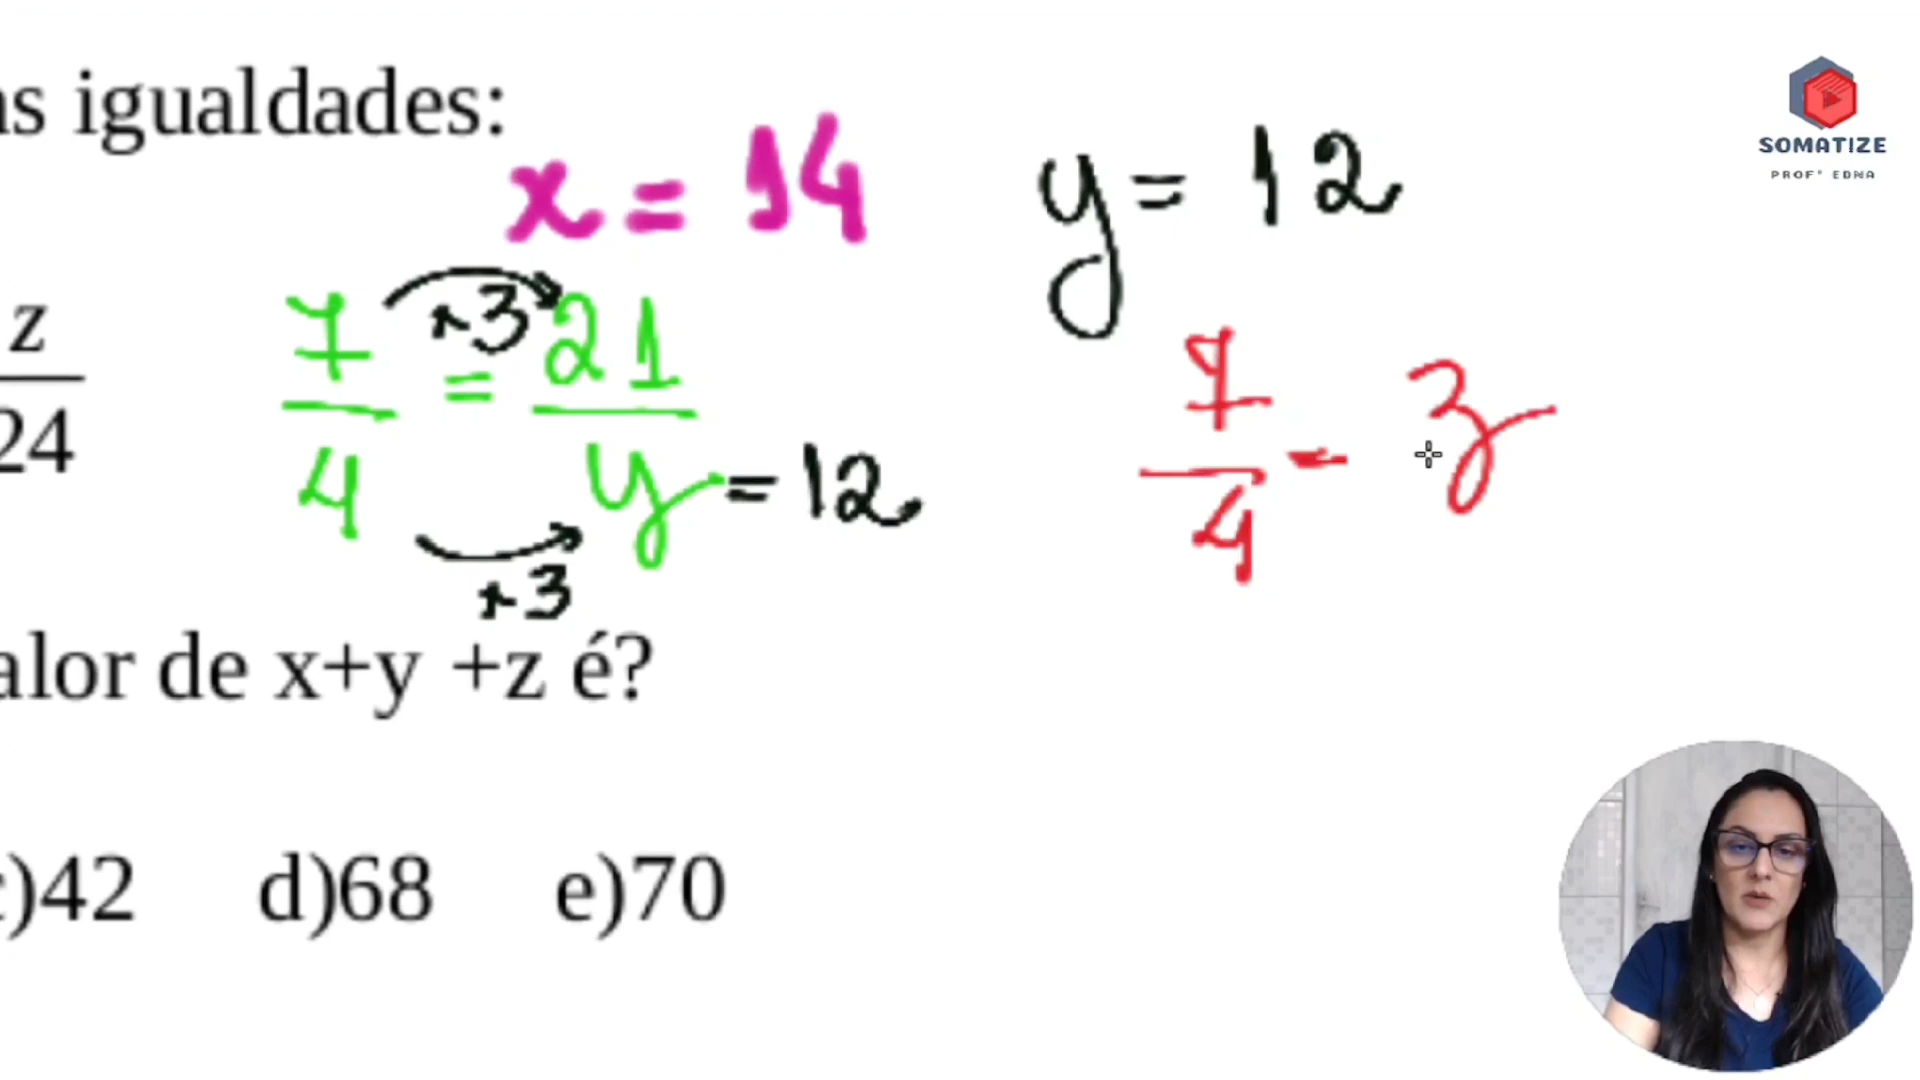 as igualdades:
x = 14
y = 12
SOMATIZE
PROFª EDNA
z
24
7 ×3 21
=
4 y = 12
×3
7
4 = z
alor de x+y +z é?
c)42 d)68 e)70